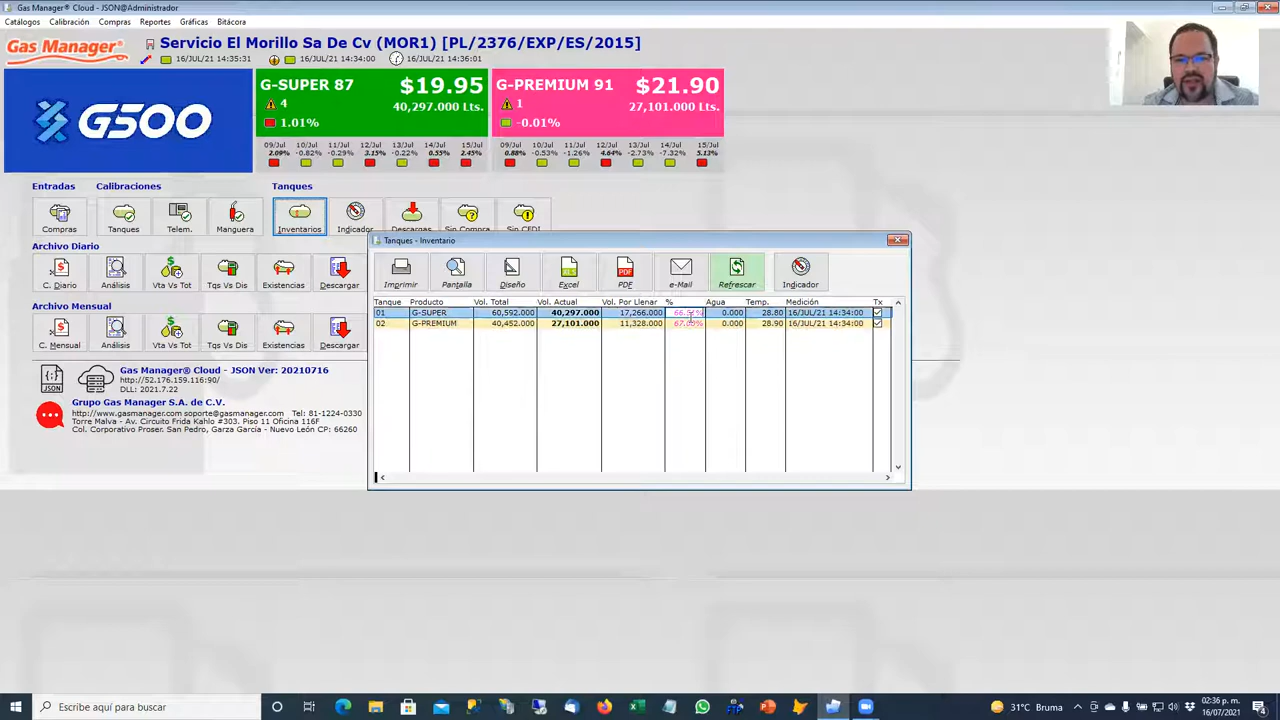 Gas Manager® Cloud - JSON@Administrador
Catálogos Calibración Compras Reportes Gráficas Bitácora
Gas Manager®
Servicio El Morillo Sa De Cv (MOR1) [PL/2376/EXP/ES/2015]
16/JUL/21 14:35:31 16/JUL/21 14:34:00 16/JUL/21 14:36:01
G500
G-SUPER 87 $19.95
4 40,297.000 Lts.
1.01%
G-PREMIUM 91 $21.90
1 27,101.000 Lts.
-0.01%
09/Jul 10/Jul 11/Jul 12/Jul 13/Jul 14/Jul 15/Jul
2.09% -0.82% -0.29% 3.15% -0.22% 0.55% 2.45%
09/Jul 10/Jul 11/Jul 12/Jul 13/Jul 14/Jul 15/Jul
0.88% -0.53% -1.26% 4.64% -2.73% -7.32% 5.13%
Entradas Calibraciones Tanques
Compras Tanques Telem. Manguera Inventarios Indicador Descargas Sin Compra Sin CFDI
Archivo Diario
C. Diario Análisis Vta Vs Tot Tqs Vs Dis Existencias Descargar
Archivo Mensual
C. Mensual Análisis Vta Vs Tot Tqs Vs Dis Existencias Descargar
JSON
Gas Manager® Cloud - JSON Ver: 20210716
http://52.176.159.116:90/
DLL: 2021.7.22
Grupo Gas Manager S.A. de C.V.
http://www.gasmanager.com soporte@gasmanager.com Tel: 81-1224-0330
Torre Malva - Av. Circuito Frida Kahlo #303. Piso 11 Oficina 116F
Col. Corporativo Proser. San Pedro, Garza García - Nuevo León CP: 66260
Tanques - Inventario
Imprimir Pantalla Diseño Excel PDF e-Mail Refrescar Indicador
Tanque Producto Vol. Total Vol. Actual Vol. Por Llenar % Agua Temp. Medición Tx
01 G-SUPER 60,592.000 40,297.000 17,266.000 0.000 28.80 16/JUL/21 14:34:00
02 G-PREMIUM 40,452.000 27,101.000 11,328.000 0.000 28.90 16/JUL/21 14:34:00
Escribe aquí para buscar
31°C Bruma
02:36 p. m.
16/07/2021